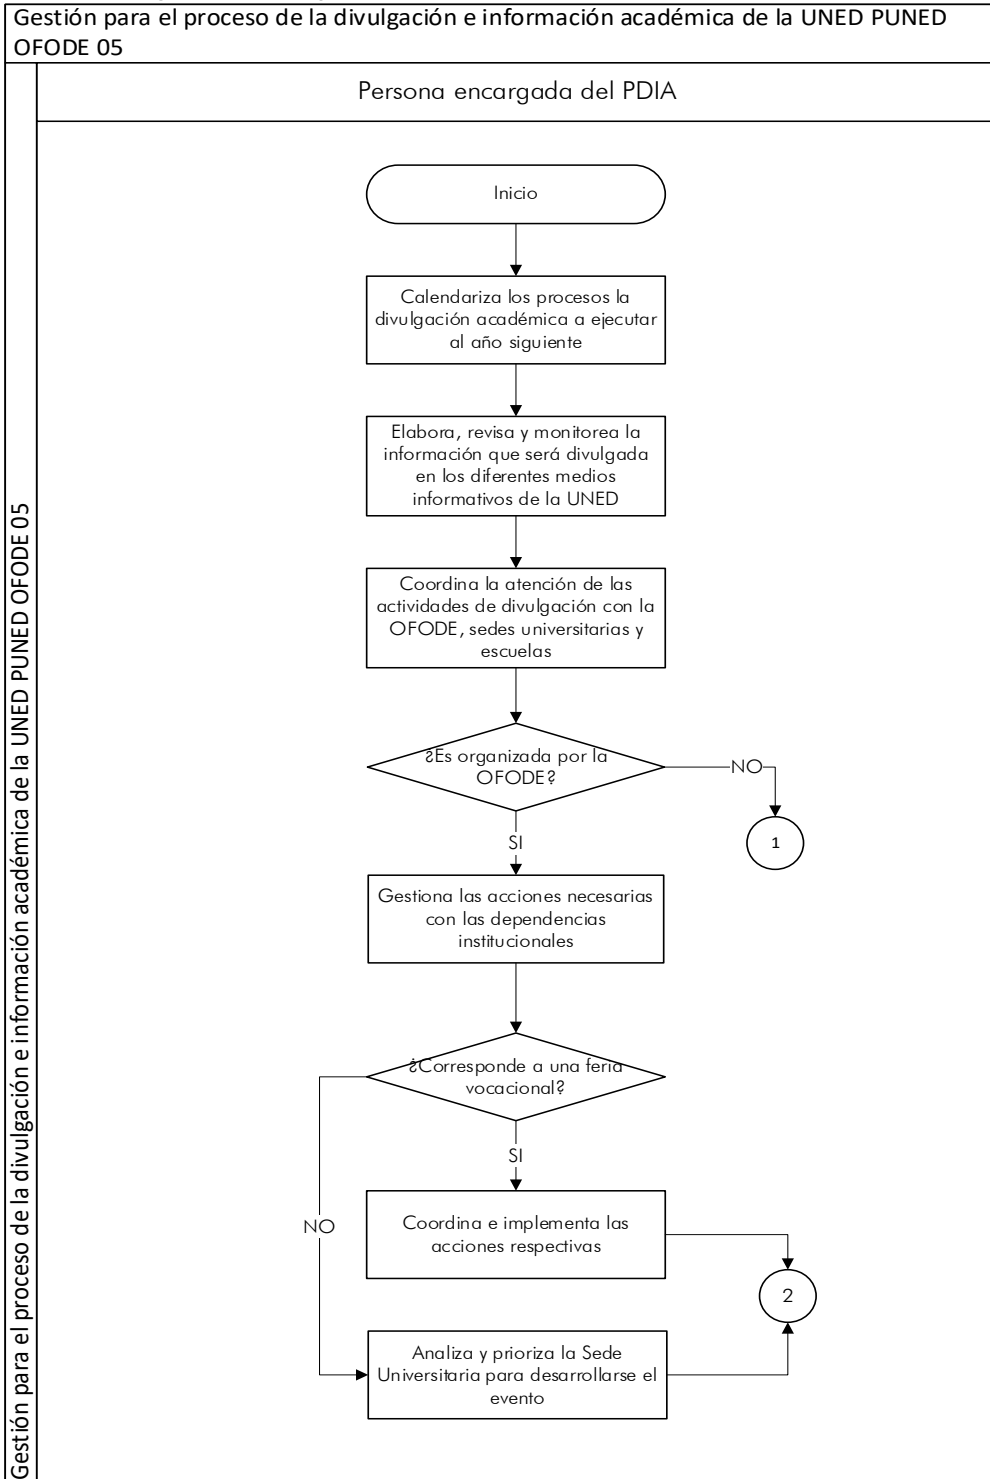 Gestión para el proceso de la divulgación e información académica de la UNED PUNED
OFODE 05
Gestión para el proceso de la divulgación e información académica de la UNED PUNED OFODE 05
Persona encargada del PDIA
Inicio
Calendariza los procesos la
divulgación académica a ejecutar
al año siguiente
Elabora, revisa y monitorea la
información que será divulgada
en los diferentes medios
informativos de la UNED
Coordina la atención de las
actividades de divulgación con la
OFODE, sedes universitarias y
escuelas
¿Es organizada por la
OFODE?
NO
1
SI
Gestiona las acciones necesarias
con las dependencias
institucionales
¿Corresponde a una feria
vocacional?
SI
NO
Coordina e implementa las
acciones respectivas
2
Analiza y prioriza la Sede
Universitaria para desarrollarse el
evento